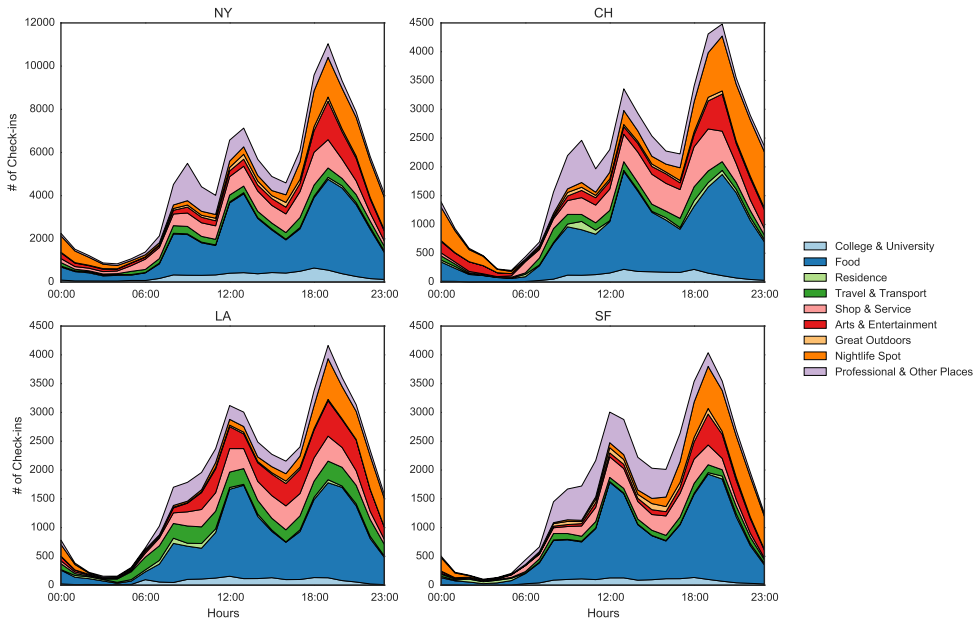 NY
12000
10000
8000
6000
4000
2000
0
# of Check-ins
00:00 06:00 12:00 18:00 23:00
CH
4500
4000
3500
3000
2500
2000
1500
1000
500
0
00:00 06:00 12:00 18:00 23:00
College & University
Food
Residence
Travel & Transport
Shop & Service
Arts & Entertainment
Great Outdoors
Nightlife Spot
Professional & Other Places
LA
4500
4000
3500
3000
2500
2000
1500
1000
500
0
# of Check-ins
00:00 06:00 12:00 18:00 23:00
Hours
SF
4500
4000
3500
3000
2500
2000
1500
1000
500
0
00:00 06:00 12:00 18:00 23:00
Hours